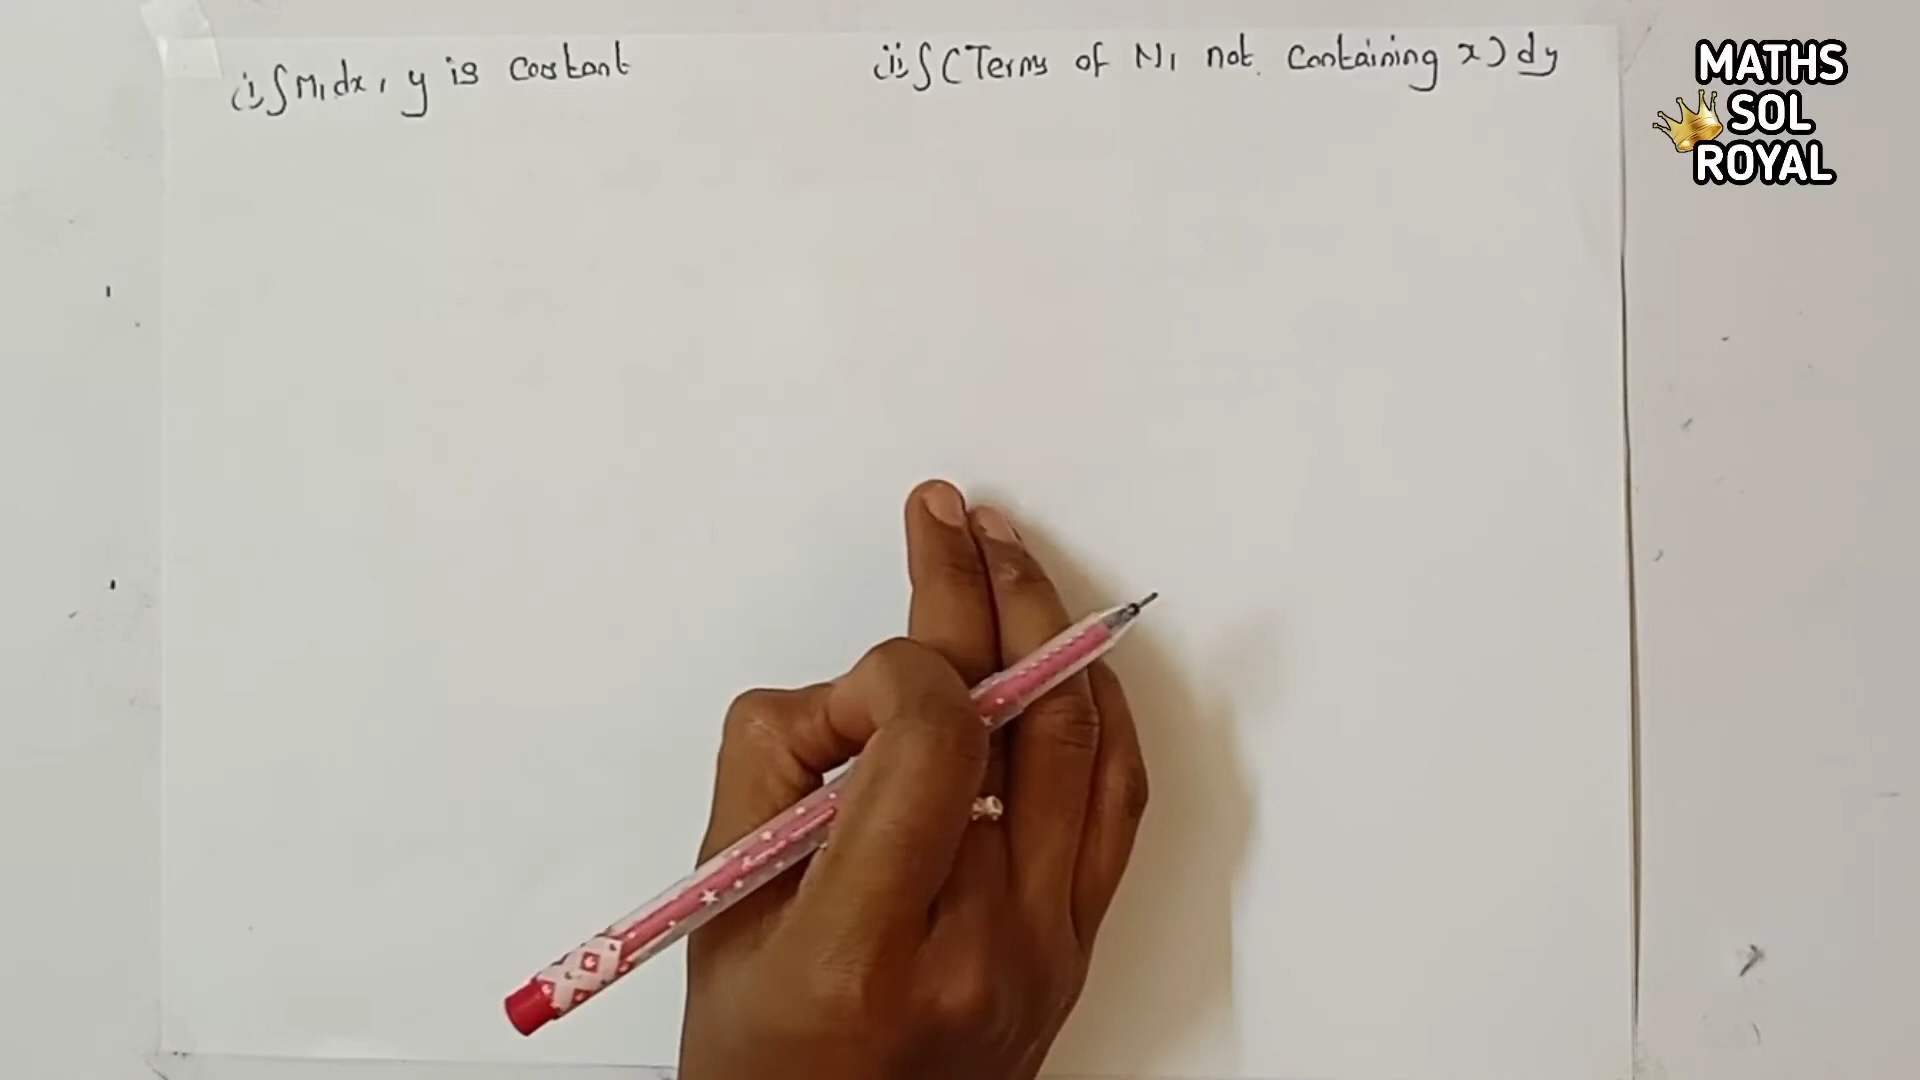 (i) ∫M₁dx, y is constant
(ii) ∫(Terms of N₁ not containing x) dy
MATHS
SOL
ROYAL